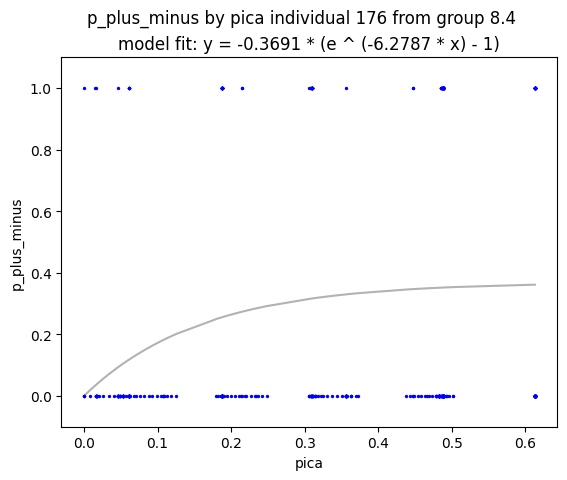 p_plus_minus by pica individual 176 from group 8.4
model fit: y = -0.3691 * (e ^ (-6.2787 * x) - 1)
1.0
0.8
0.6
0.4
0.2
0.0
p_plus_minus
0.0 0.1 0.2 0.3 0.4 0.5 0.6
pica